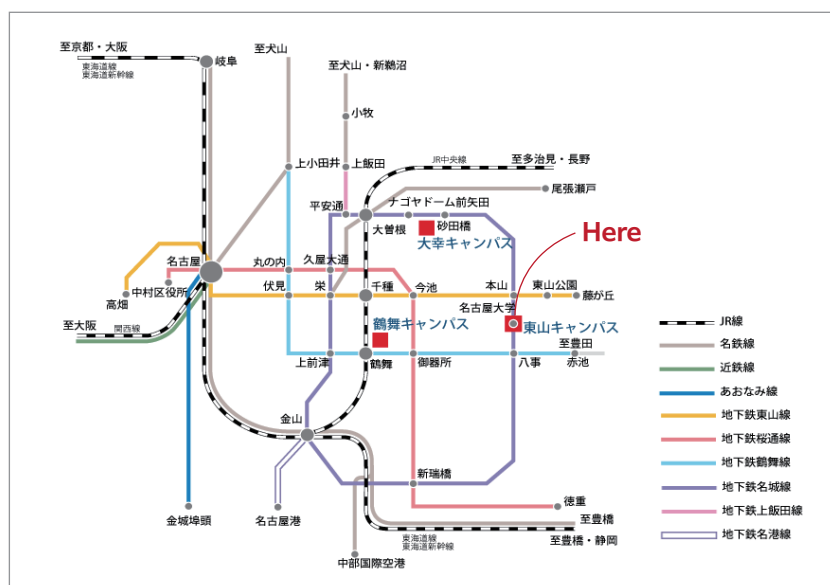 至京都・大阪
東海道線
東海道新幹線
岐阜
至犬山
至犬山・新鵜沼
小牧
上小田井
上飯田
JR中央線
至多治見・長野
尾張瀬戸
平安通
ナゴヤドーム前矢田
大曽根
砂田橋
大幸キャンパス
Here
名古屋
丸の内
久屋大通
中村区役所
高畑
伏見
栄
千種
今池
本山
東山公園
藤が丘
名古屋大学
東山キャンパス
至大阪
関西線
鶴舞キャンパス
至豊田
上前津
鶴舞
御器所
八事
赤池
金山
新瑞橋
金城埠頭
名古屋港
徳重
至豊橋
東海道線
東海道新幹線
至豊橋・静岡
中部国際空港
JR線
名鉄線
近鉄線
あおなみ線
地下鉄東山線
地下鉄桜通線
地下鉄鶴舞線
地下鉄名城線
地下鉄上飯田線
地下鉄名港線